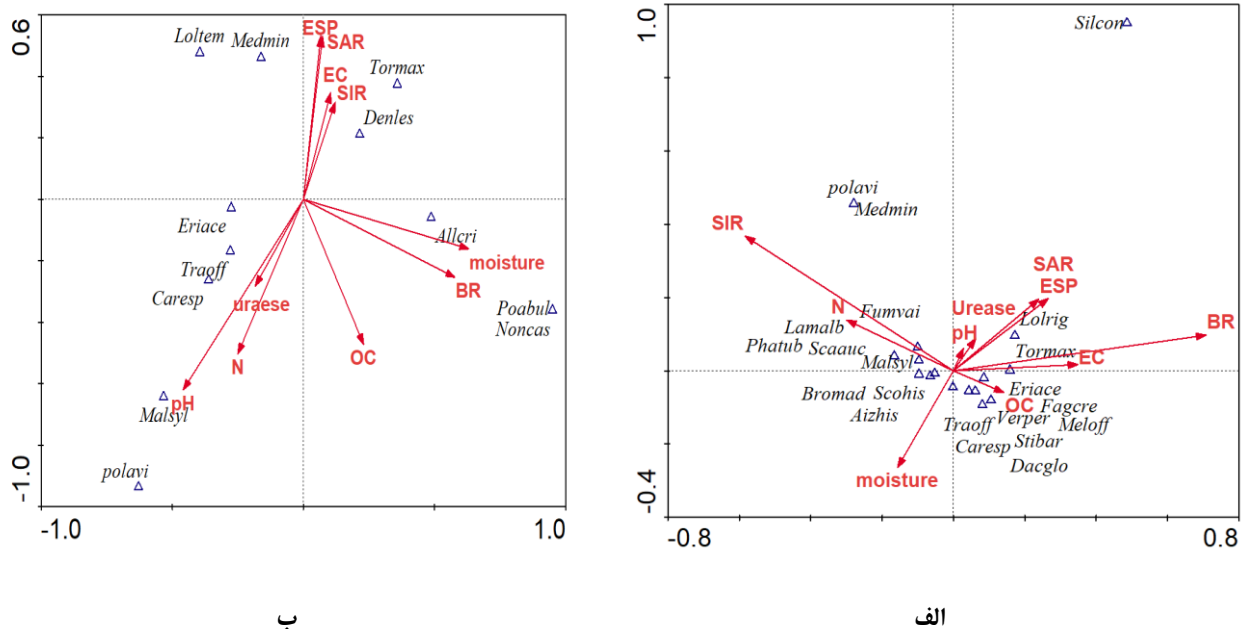 0.6
-1.0
-1.0
1.0
Loltem
Medmin
ESP
SAR
EC
SIR
Tormax
Denles
Eriace
Traoff
Caresp
uraese
N
pH
Malsyl
polavi
OC
Allcri
moisture
BR
Poabul
Noncas
ب
1.0
-0.4
-0.8
0.8
Silcon
polavi
Medmin
SIR
SAR
ESP
N
Fumvai
Urease
pH
Lolrig
BR
Lamalb
Phatub Scaauc
Malsyl
Tormax
EC
Bromad Scohis
Aizhis
Eriace
OC
Fagcre
Traoff
Verper
Meloff
Caresp
Stibar
Dacglo
moisture
الف